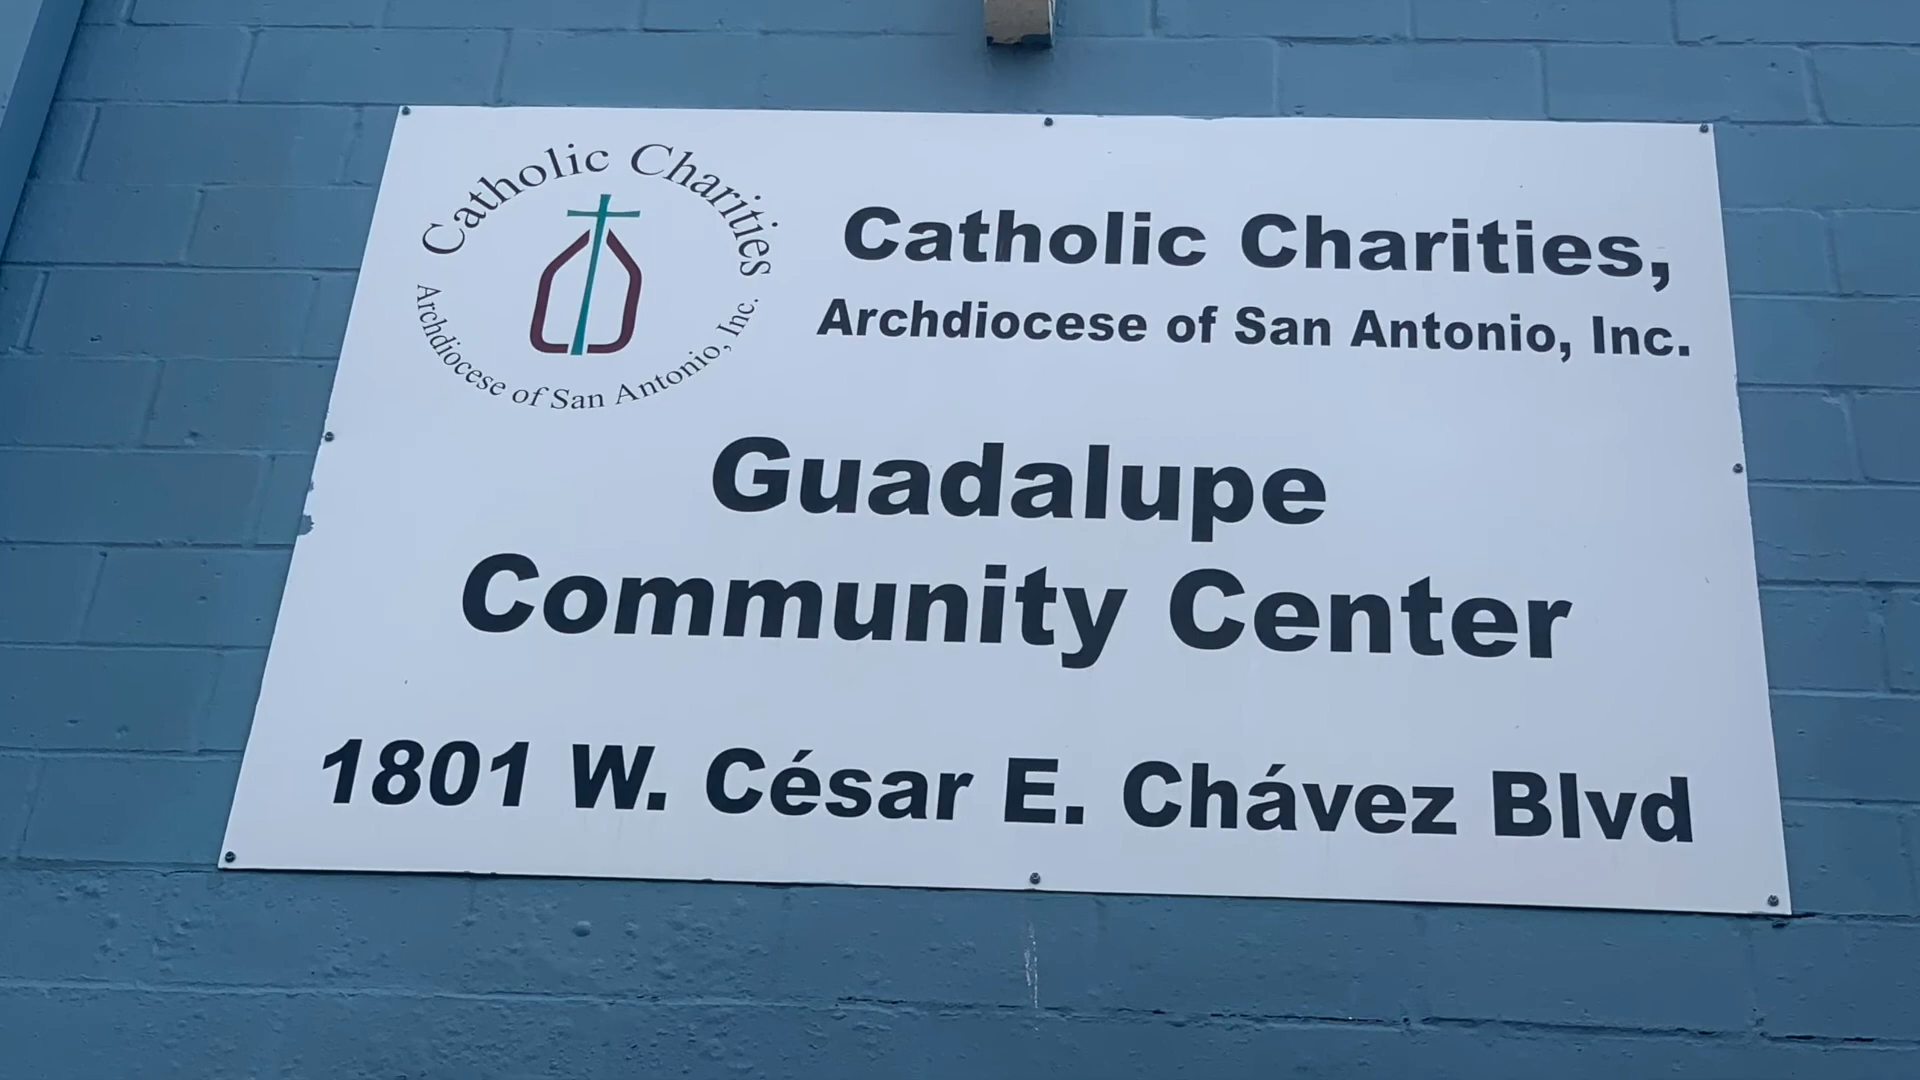 Catholic Charities
Archdiocese of San Antonio, Inc.
Catholic Charities,
Archdiocese of San Antonio, Inc.
Guadalupe
Community Center
1801 W. César E. Chávez Blvd